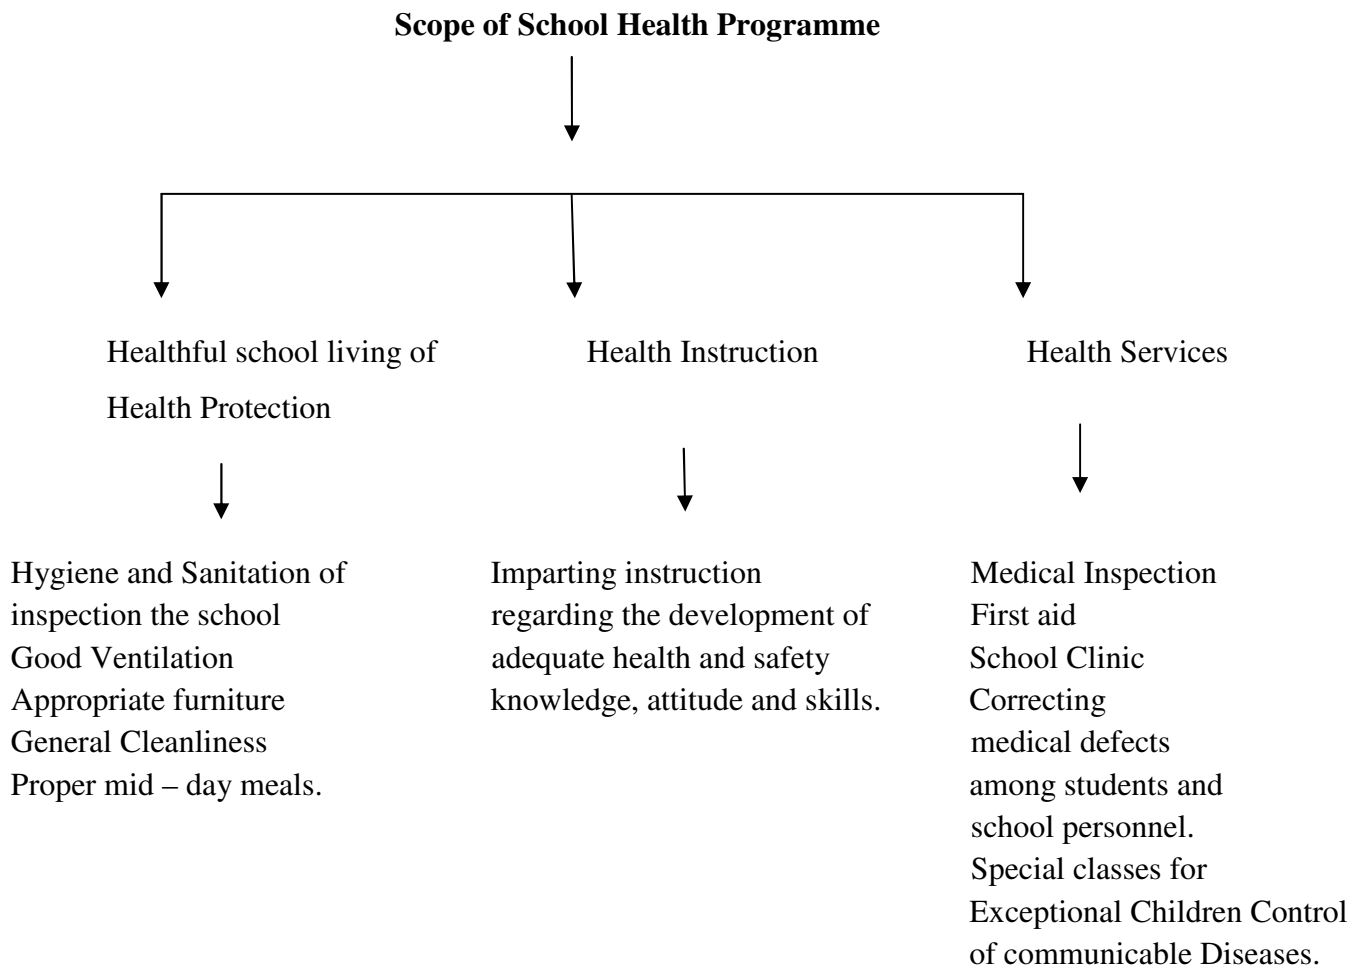 Scope of School Health Programme
Healthful school living of
Health Protection
Health Instruction
Health Services
Hygiene and Sanitation of
inspection the school
Good Ventilation
Appropriate furniture
General Cleanliness
Proper mid – day meals.
Imparting instruction
regarding the development of
adequate health and safety
knowledge, attitude and skills.
Medical Inspection
First aid
School Clinic
Correcting
medical defects
among students and
school personnel.
Special classes for
Exceptional Children Control
of communicable Diseases.